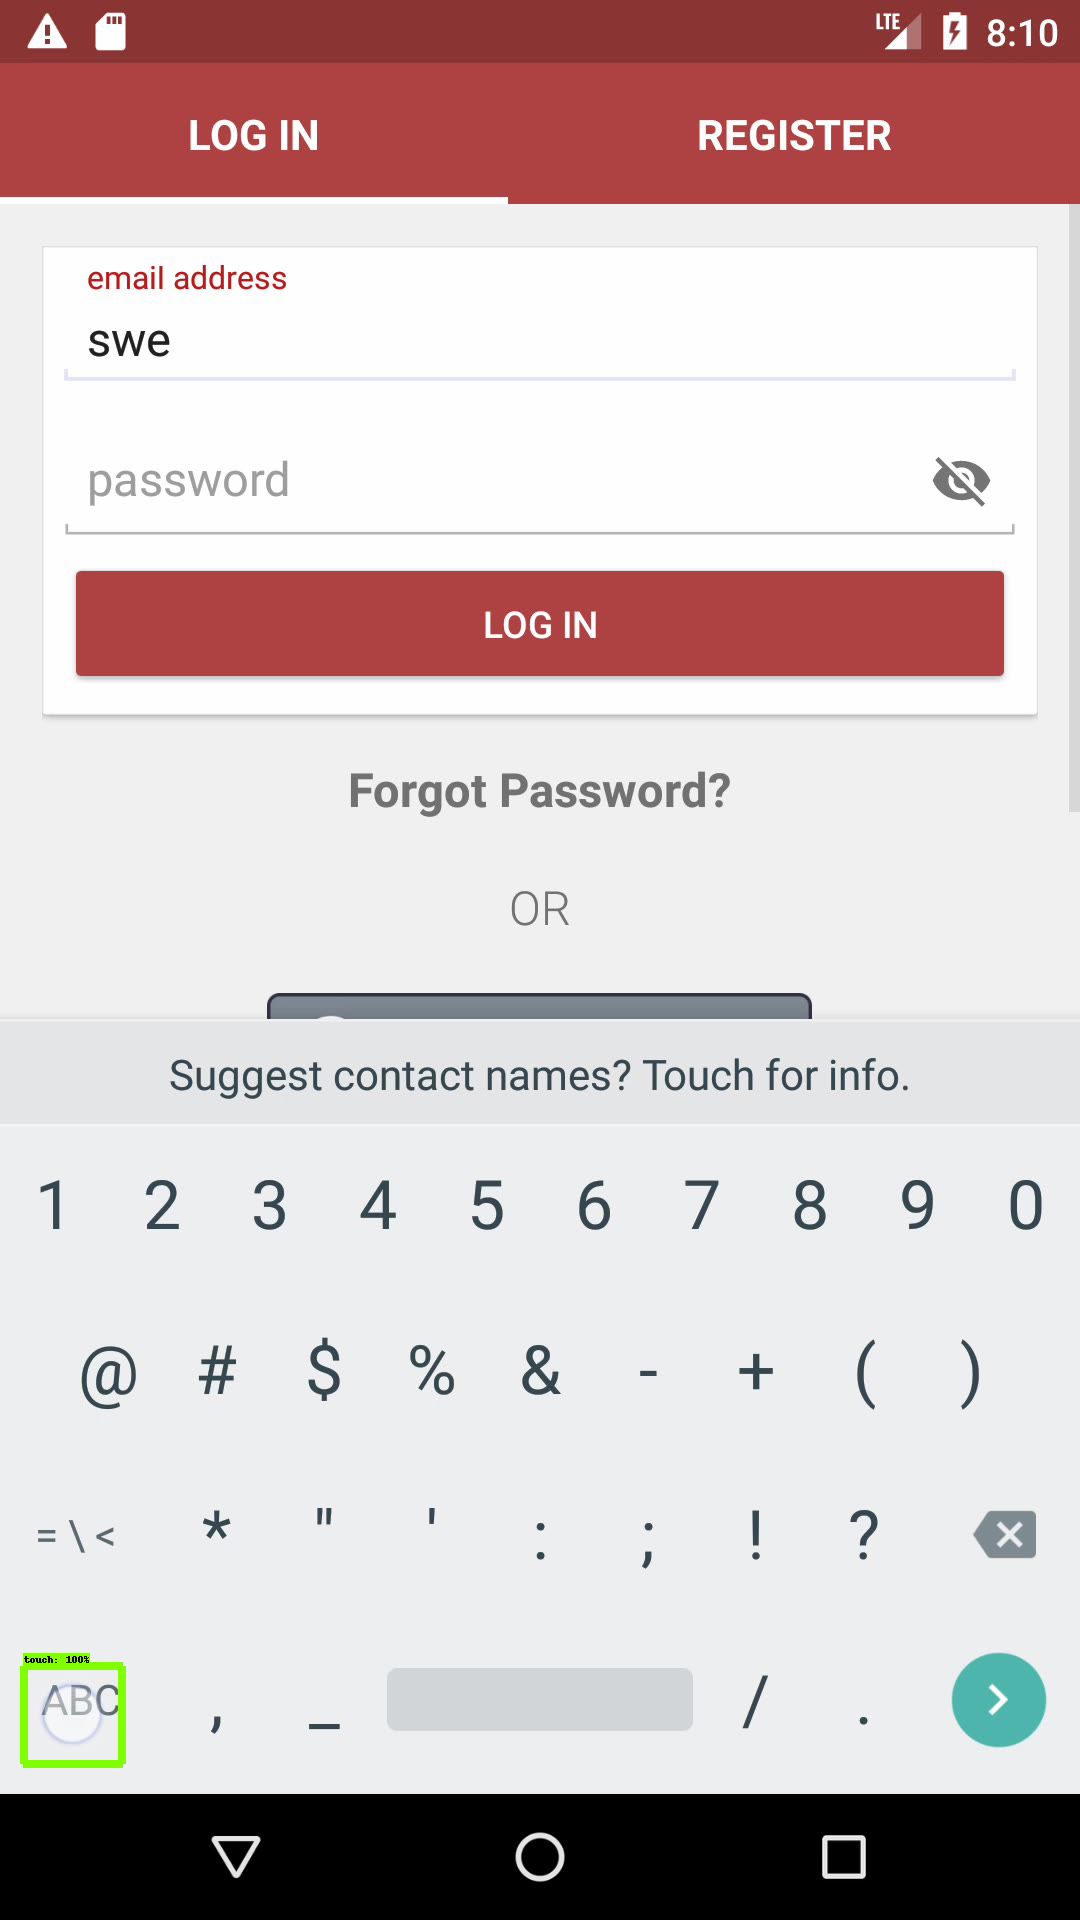 LTE 8:10
LOG IN REGISTER
email address
swe
password
LOG IN
Forgot Password?
OR
Suggest contact names? Touch for info.
1 2 3 4 5 6 7 8 9 0
@ # $ % & - + ( )
= \ < * " ' : ; ! ?
touch: 100%
ABC , _ / .